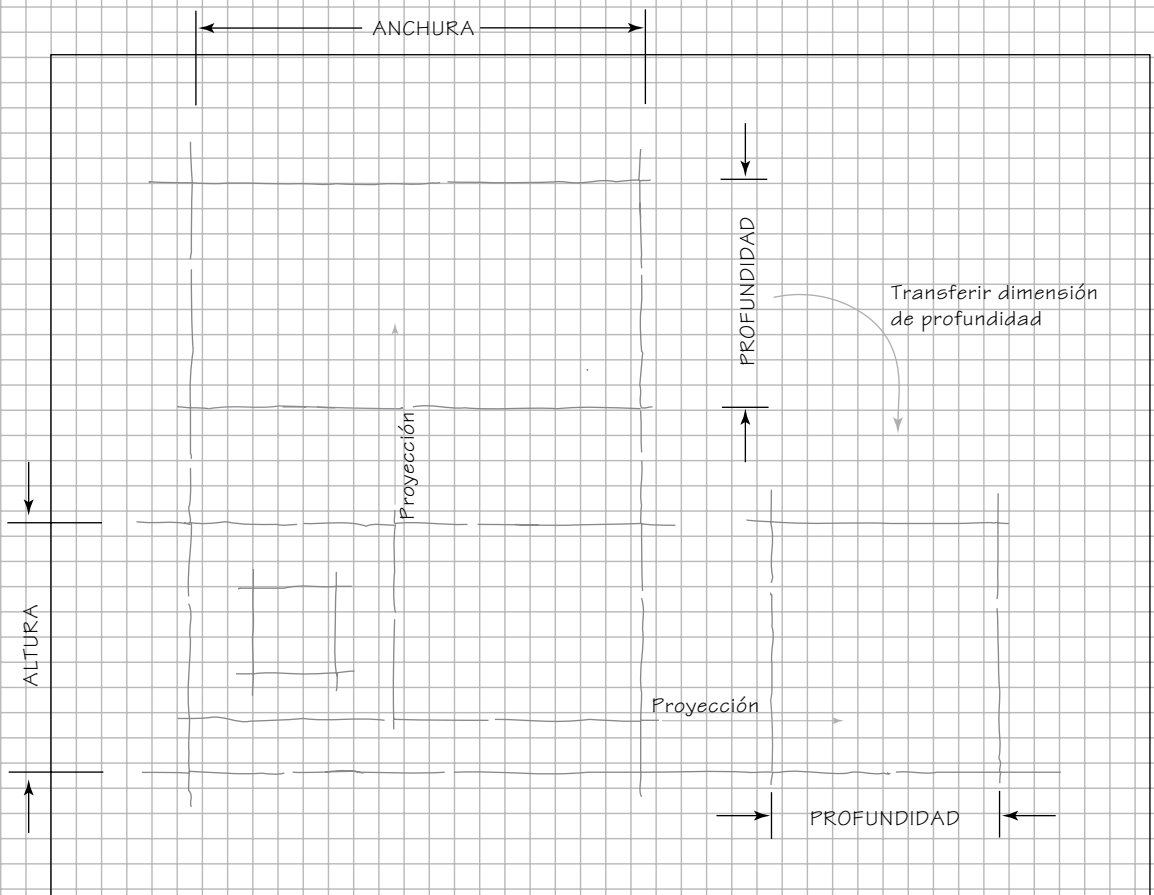 ANCHURA
PROFUNDIDAD
Transferir dimensión
de profundidad
Proyección
ALTURA
Proyección
PROFUNDIDAD